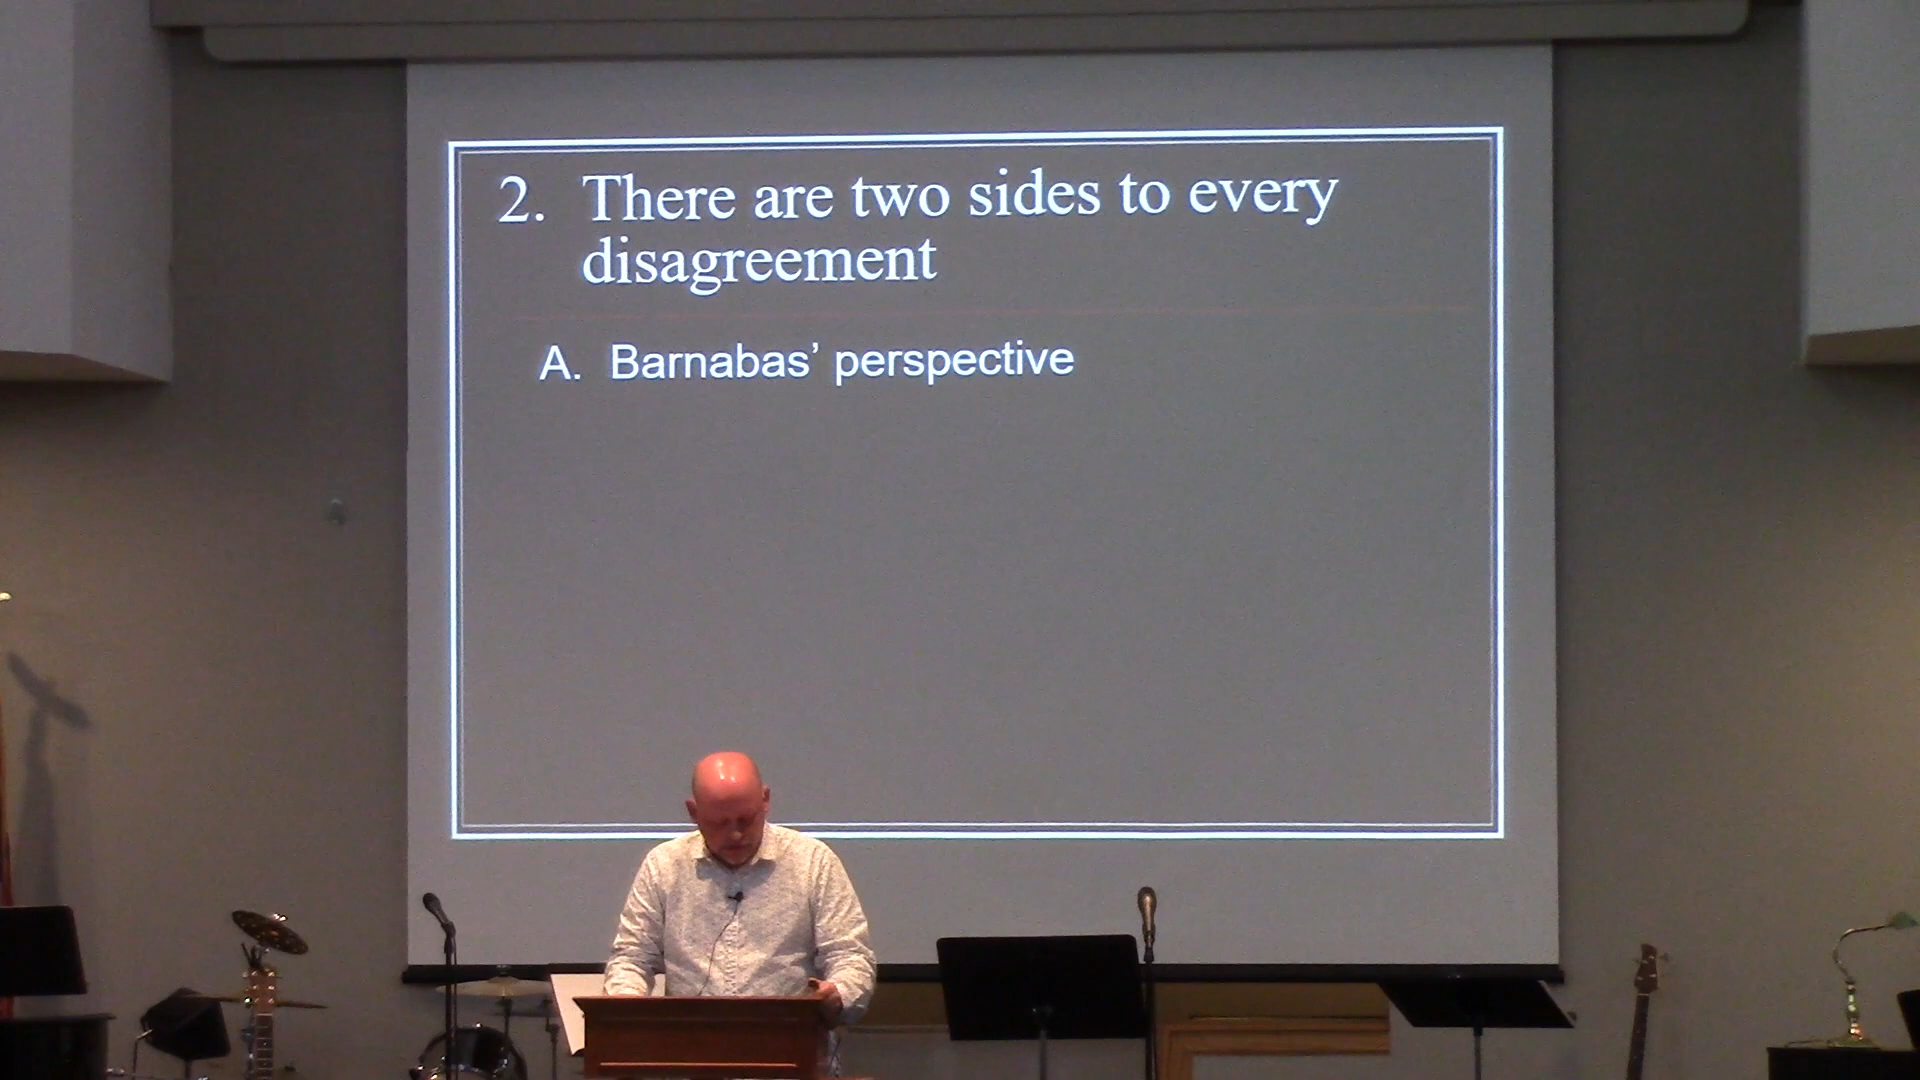 2. There are two sides to every
disagreement
A. Barnabas’ perspective